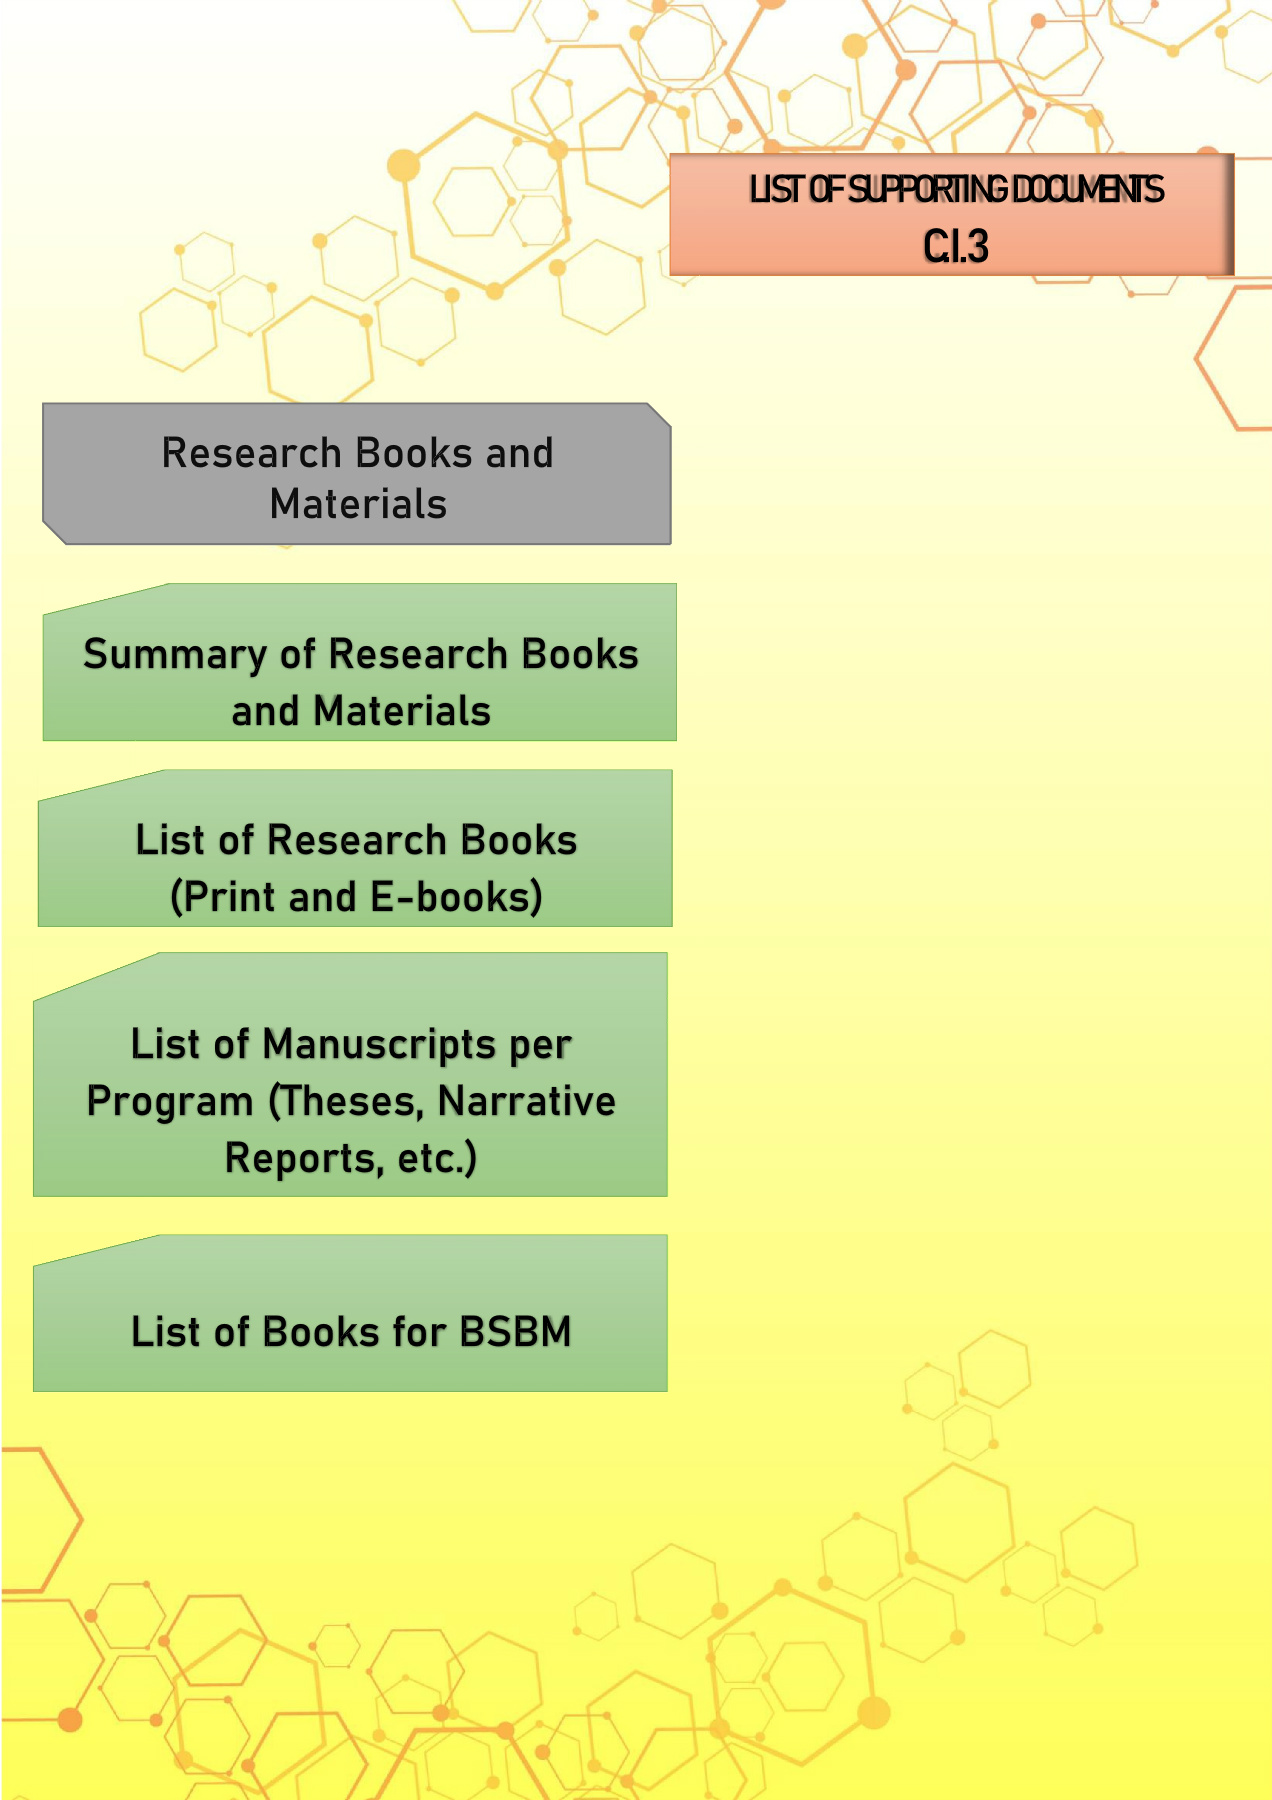 LIST OF SUPPORTING DOCUMENTS
C.I.3
Research Books and
Materials
Summary of Research Books
and Materials
List of Research Books
(Print and E-books)
List of Manuscripts per
Program (Theses, Narrative
Reports, etc.)
List of Books for BSBM